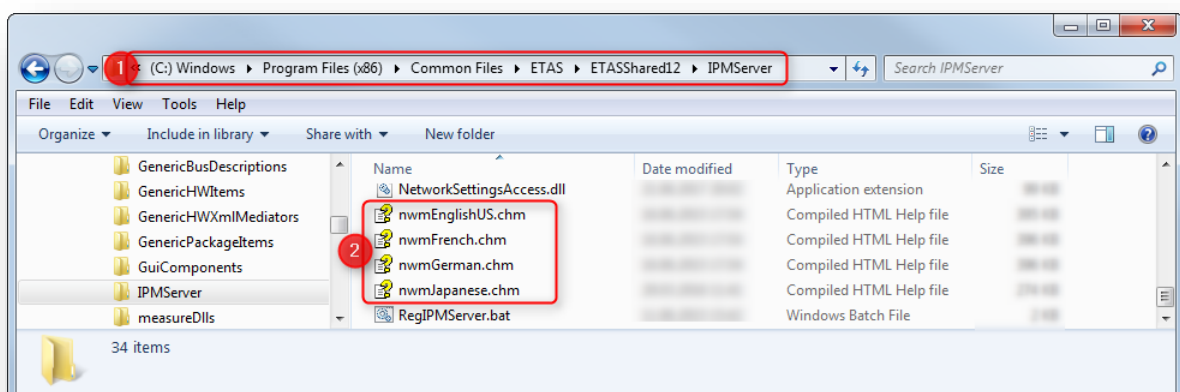 1 « (C:) Windows ▸ Program Files (x86) ▸ Common Files ▸ ETAS ▸ ETASShared12 ▸ IPMServer Search IPMServer
File Edit View Tools Help
Organize Include in library Share with New folder
GenericBusDescriptions
GenericHWItems
GenericHWXmlMediators
GenericPackageItems
GuiComponents
IPMServer
measureDlls
Name Date modified Type Size
NetworkSettingsAccess.dll Application extension
nwmEnglishUS.chm Compiled HTML Help file
nwmFrench.chm Compiled HTML Help file
2 nwmGerman.chm Compiled HTML Help file
nwmJapanese.chm Compiled HTML Help file
RegIPMServer.bat Windows Batch File
34 items